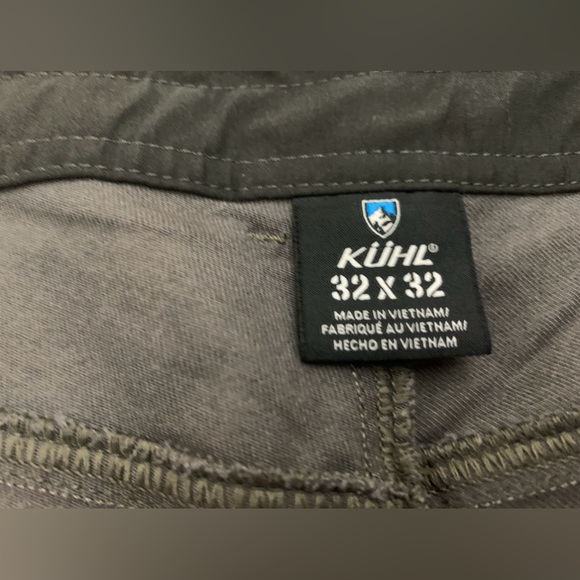 KÜHL®
32 X 32
MADE IN VIETNAM/
FABRIQUÉ AU VIETNAM/
HECHO EN VIETNAM